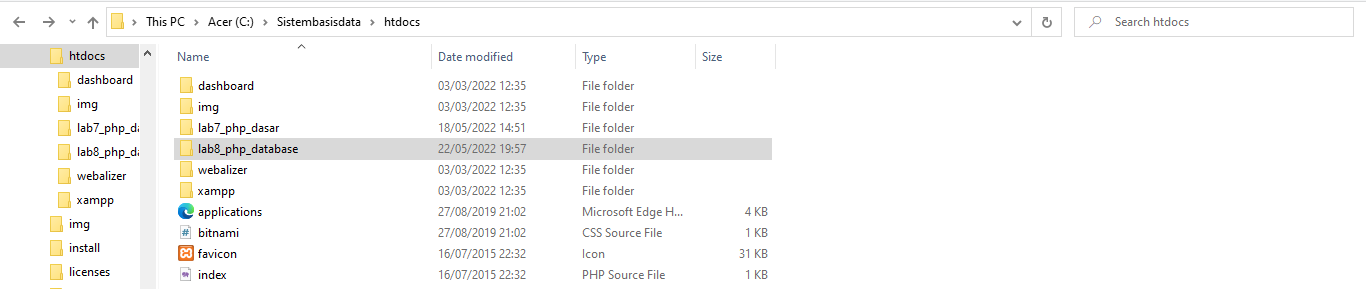 This PC > Acer (C:) > Sistembasisdata > htdocs
Search htdocs
htdocs
dashboard
img
lab7_php_da
lab8_php_da
webalizer
xampp
img
install
licenses
Name Date modified Type Size
dashboard 03/03/2022 12:35 File folder
img 03/03/2022 12:35 File folder
lab7_php_dasar 18/05/2022 14:51 File folder
lab8_php_database 22/05/2022 19:57 File folder
webalizer 03/03/2022 12:35 File folder
xampp 03/03/2022 12:35 File folder
applications 27/08/2019 21:02 Microsoft Edge H... 4 KB
bitnami 27/08/2019 21:02 CSS Source File 1 KB
favicon 16/07/2015 22:32 Icon 31 KB
index 16/07/2015 22:32 PHP Source File 1 KB